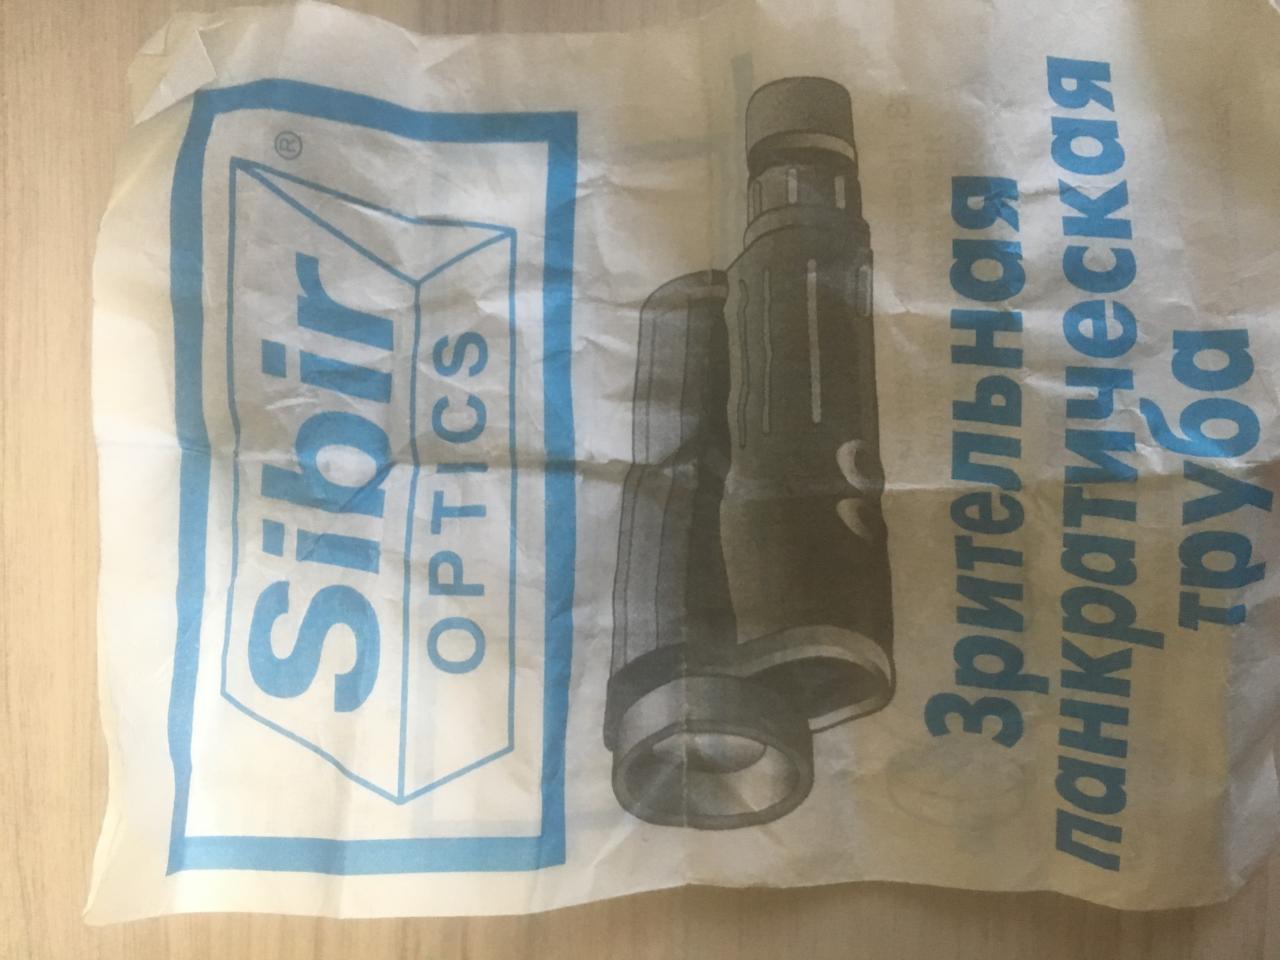 Sibir ®
OPTICS
Зрительная
панкратическая
труба